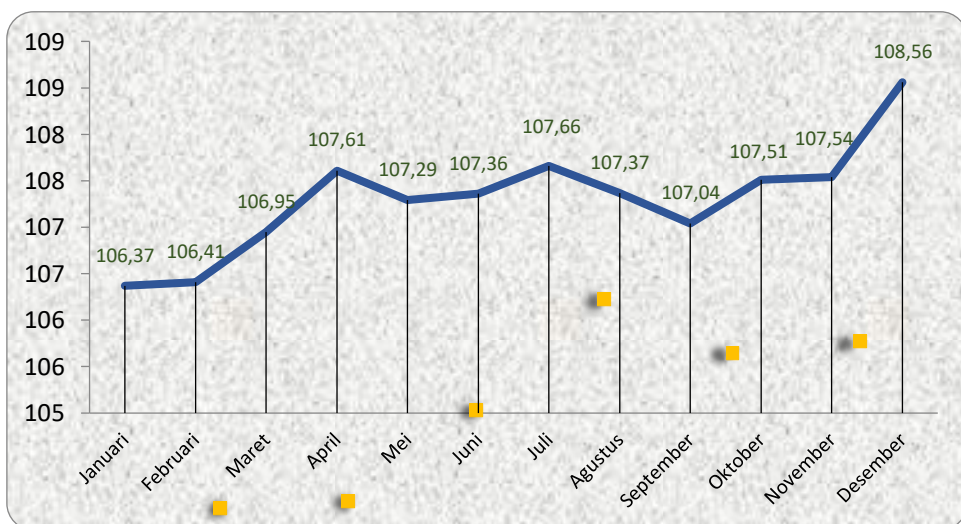 109
109
108
108
107
107
106
106
105
106,37
106,41
106,95
107,61
107,29
107,36
107,66
107,37
107,04
107,51
107,54
108,56
Januari
Februari
Maret
April
Mei
Juni
Juli
Agustus
September
Oktober
November
Desember